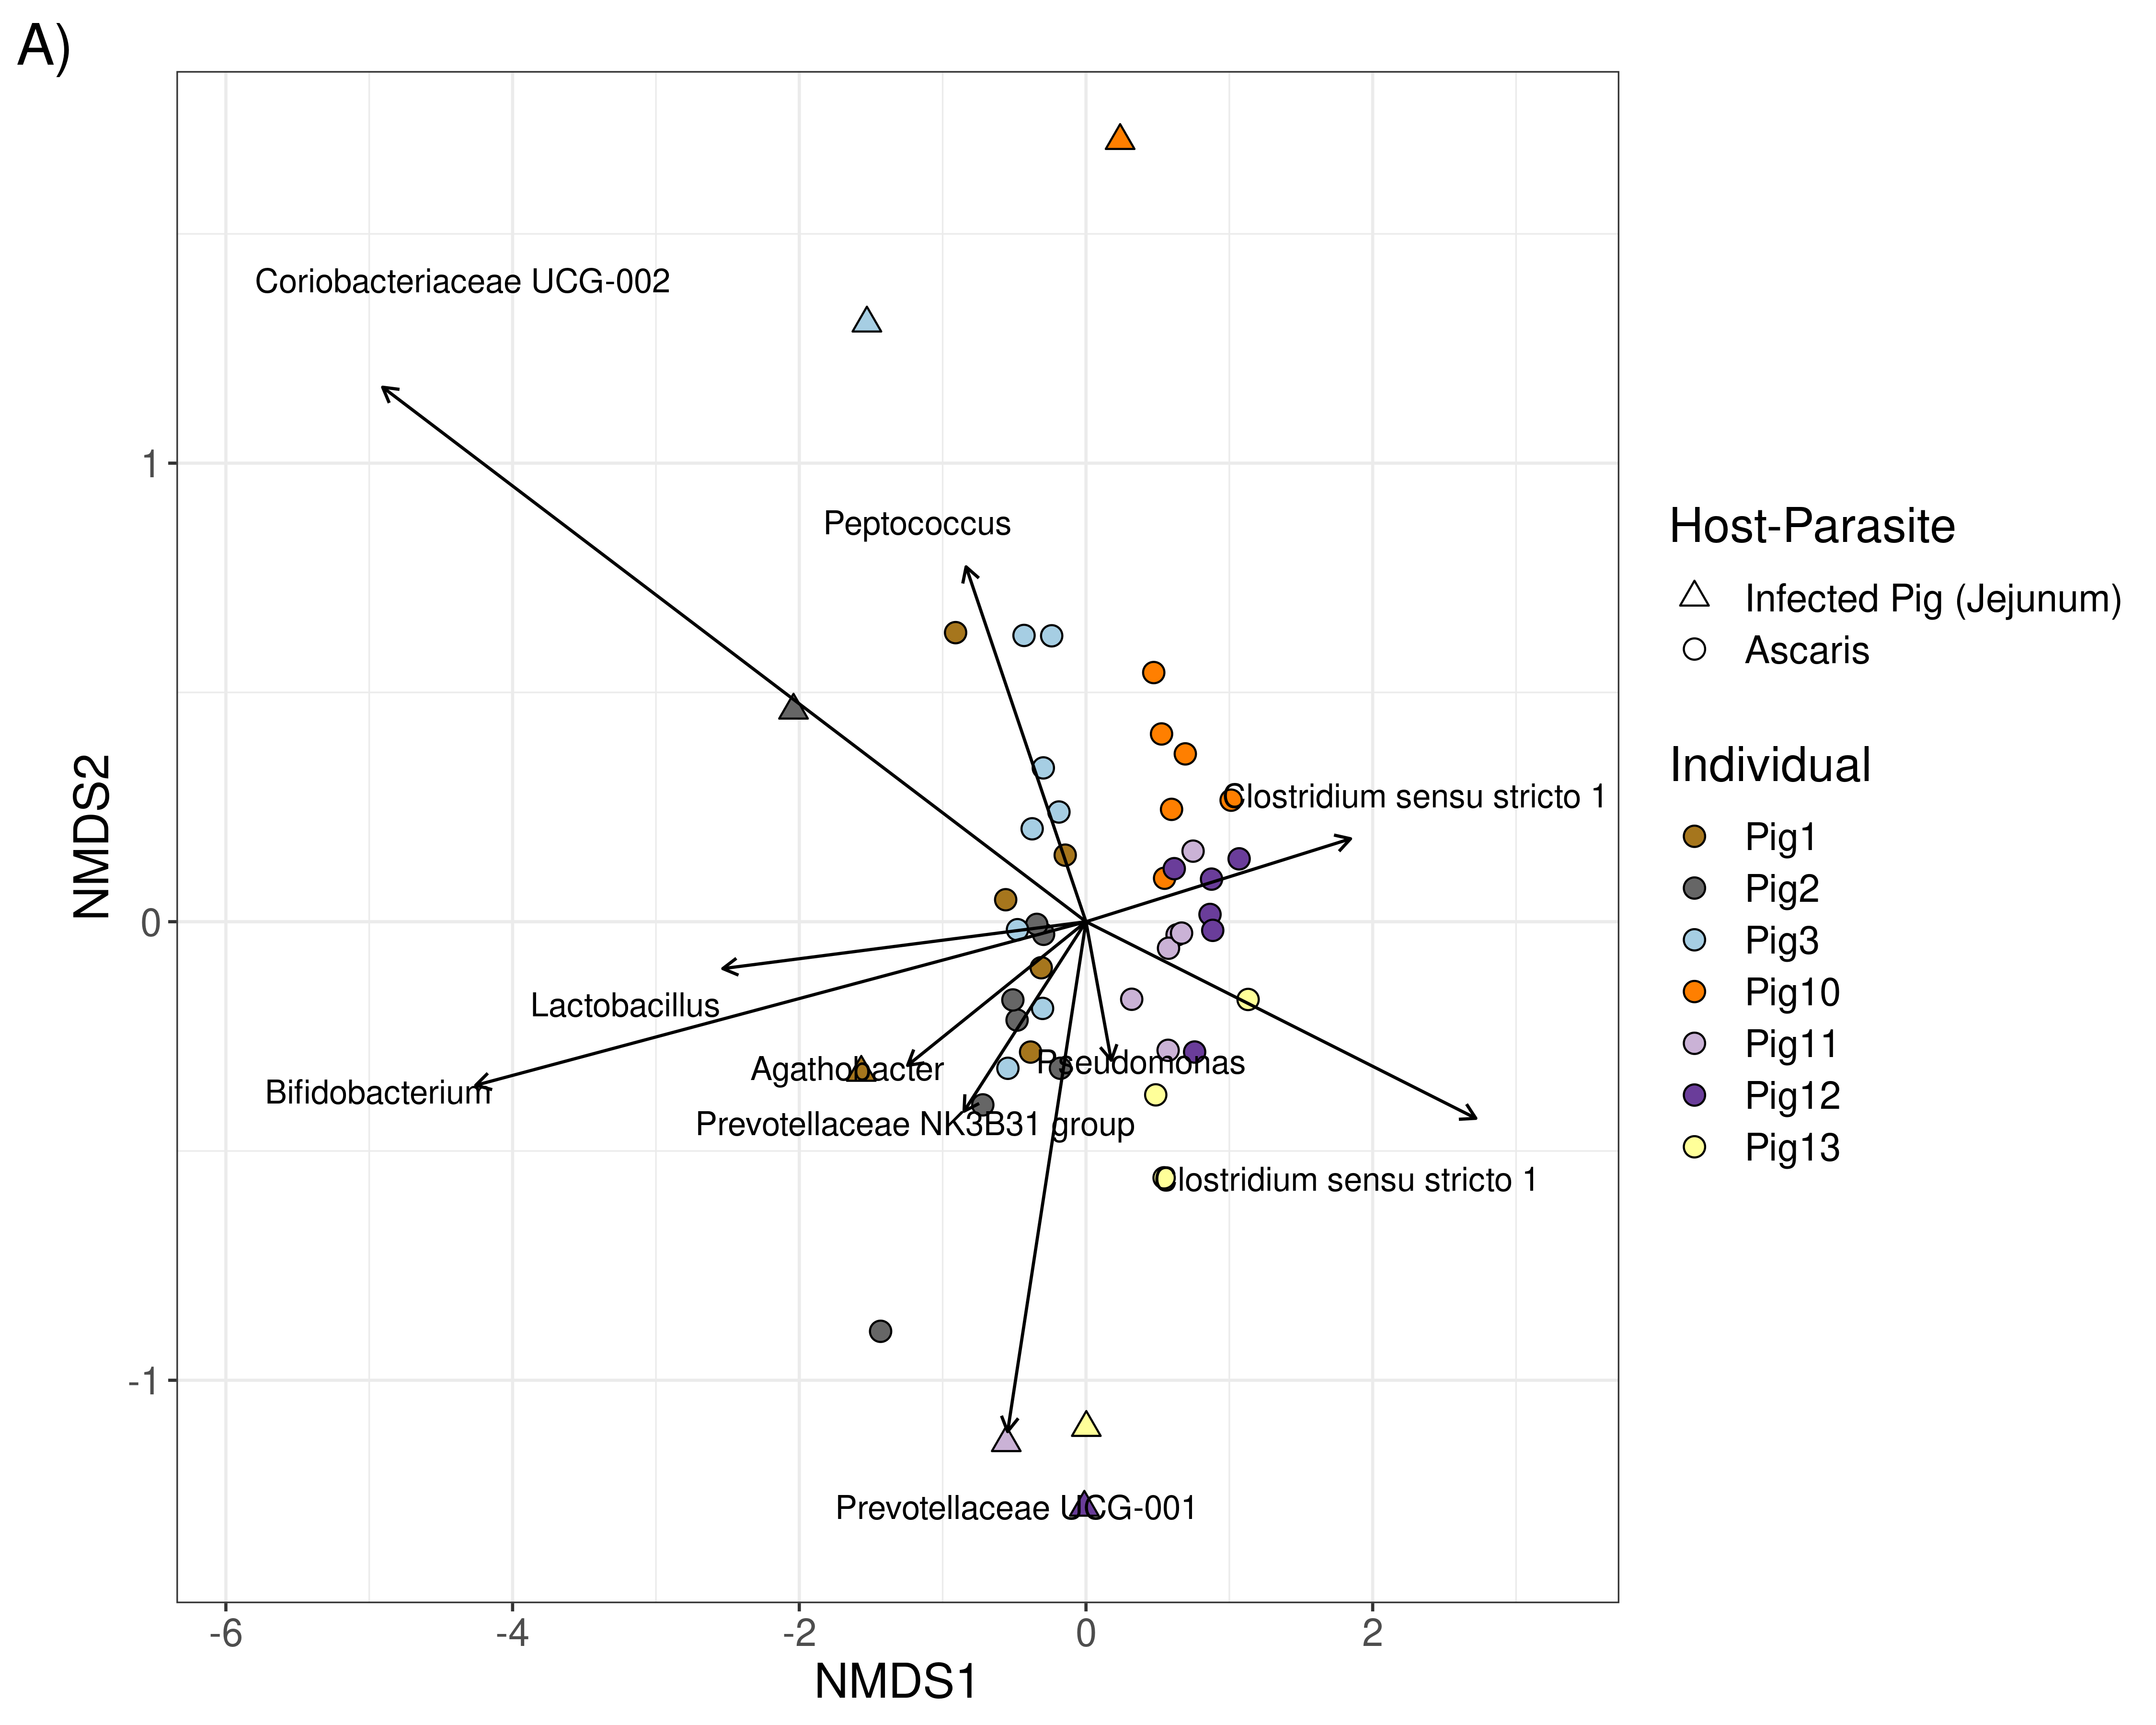 A)
Coriobacteriaceae UCG-002
Peptococcus
Clostridium sensu stricto 1
Lactobacillus
Agathobacter
Pseudomonas
Bifidobacterium
Prevotellaceae NK3B31 group
Clostridium sensu stricto 1
Prevotellaceae UCG-001
1
0
-1
NMDS2
-6
-4
-2
0
2
NMDS1
Host-Parasite
Infected Pig (Jejunum)
Ascaris
Individual
Pig1
Pig2
Pig3
Pig10
Pig11
Pig12
Pig13